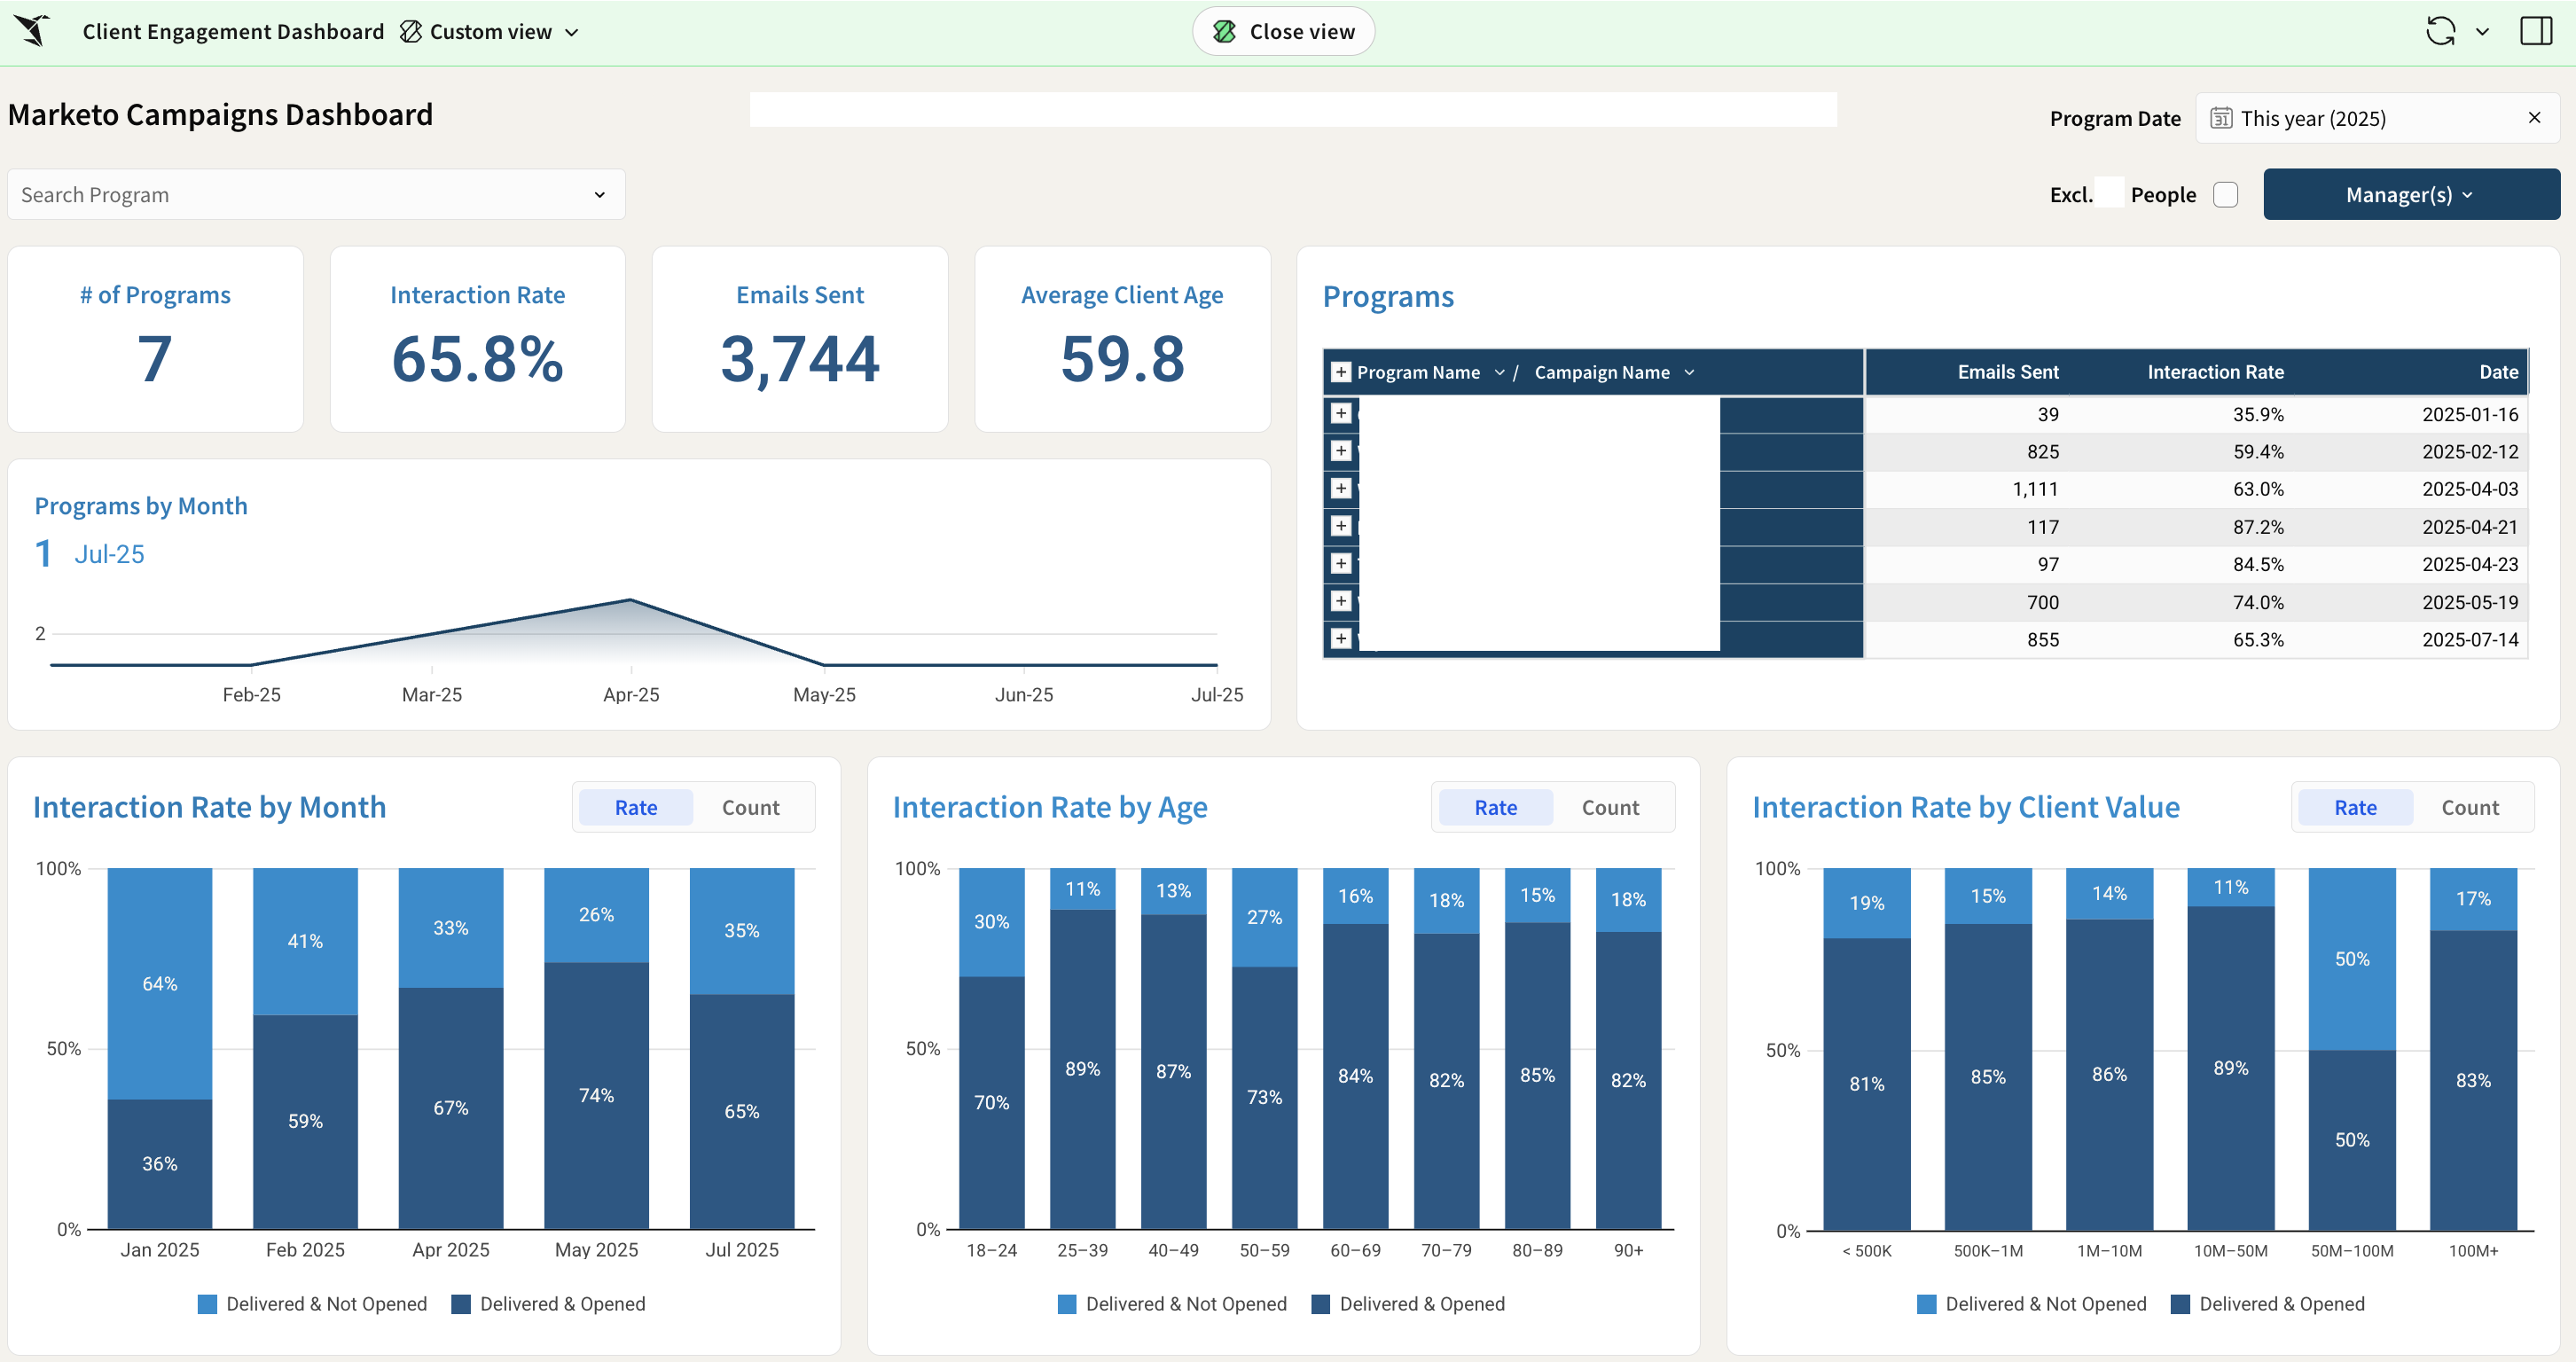 Client Engagement Dashboard Custom view
Close view
Marketo Campaigns Dashboard
Program Date
31 This year (2025)
Search Program
Excl. People
Manager(s)
# of Programs
7
Interaction Rate
65.8%
Emails Sent
3,744
Average Client Age
59.8
Programs
Program Name / Campaign Name Emails Sent Interaction Rate Date
39 35.9% 2025-01-16
825 59.4% 2025-02-12
1,111 63.0% 2025-04-03
117 87.2% 2025-04-21
97 84.5% 2025-04-23
700 74.0% 2025-05-19
855 65.3% 2025-07-14
Programs by Month
1 Jul-25
2
Feb-25 Mar-25 Apr-25 May-25 Jun-25 Jul-25
Interaction Rate by Month
Rate Count
100%
50%
0%
64% 41% 33% 26% 35%
36% 59% 67% 74% 65%
Jan 2025 Feb 2025 Apr 2025 May 2025 Jul 2025
Delivered & Not Opened Delivered & Opened
Interaction Rate by Age
Rate Count
100%
50%
0%
30% 11% 13% 27% 16% 18% 15% 18%
70% 89% 87% 73% 84% 82% 85% 82%
18–24 25–39 40–49 50–59 60–69 70–79 80–89 90+
Delivered & Not Opened Delivered & Opened
Interaction Rate by Client Value
Rate Count
100%
50%
0%
19% 15% 14% 11% 50% 17%
81% 85% 86% 89% 50% 83%
< 500K 500K–1M 1M–10M 10M–50M 50M–100M 100M+
Delivered & Not Opened Delivered & Opened